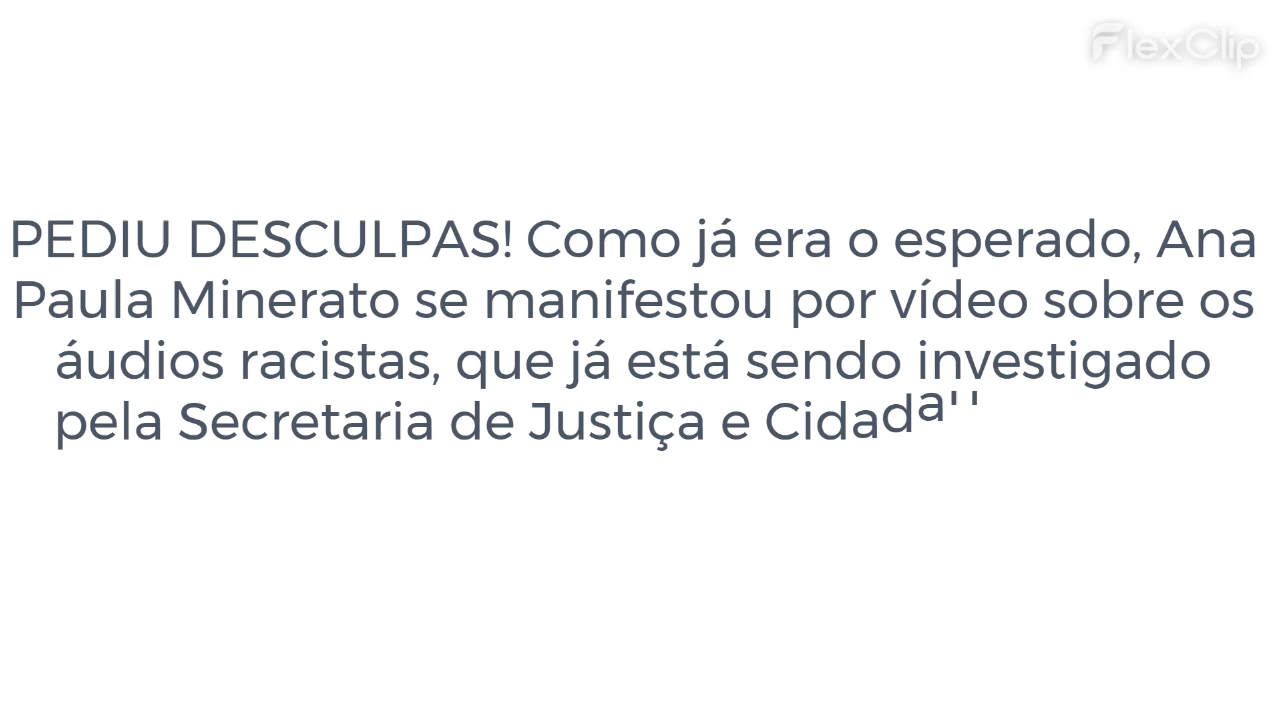 FlexClip
PEDIU DESCULPAS! Como já era o esperado, Ana
Paula Minerato se manifestou por vídeo sobre os
áudios racistas, que já está sendo investigado
pela Secretaria de Justiça e